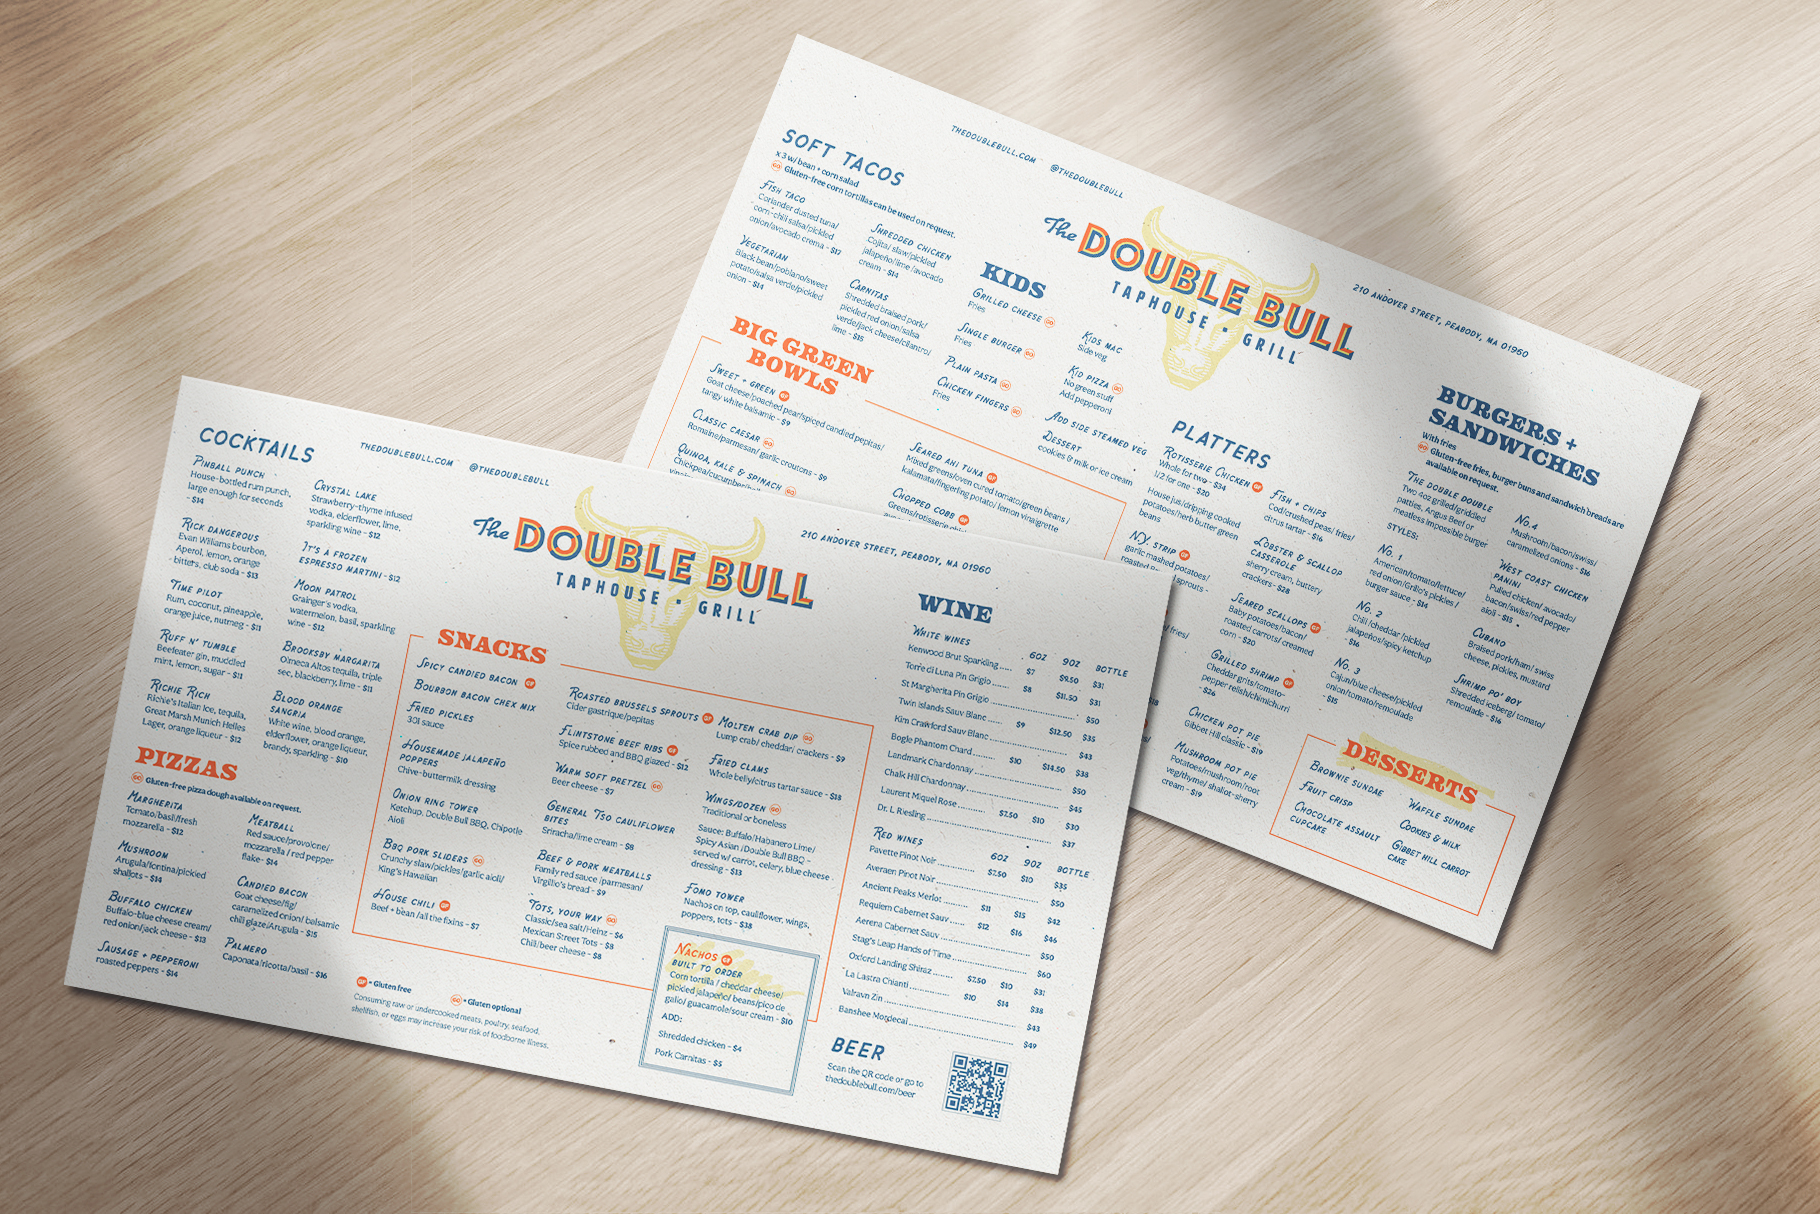 COCKTAILS
PINBALL PUNCH
House-bottled rum punch,
large enough for seconds
- $14
RICK DANGEROUS
Evan Williams bourbon,
Aperol, lemon, orange
bitters, club soda - $13
TIME PILOT
Rum, coconut, pineapple,
orange juice, nutmeg - $11
RUFF N' TUMBLE
Beefeater gin, muddled
mint, lemon, sugar - $11
RICHIE RICH
Richie's Italian Ice, tequila,
Great Marsh Munich Helles
Lager, orange liqueur - $12
CRYSTAL LAKE
Strawberry-thyme infused
vodka, elderflower, lime,
sparkling wine - $12
IT'S A FROZEN
ESPRESSO MARTINI - $12
MOON PATROL
Grainger's vodka,
watermelon, basil, sparkling
wine - $12
BROOKSBY MARGARITA
Olmeca Altos tequila, triple
sec, blackberry, lime - $11
BLOOD ORANGE
SANGRIA
White wine, blood orange,
elderflower, orange liqueur,
brandy, sparkling - $10
PIZZAS
GO Gluten-free pizza dough available on request.
MARGHERITA
Tomato/basil/fresh
mozzarella - $12
MUSHROOM
Arugula/fontina/pickled
shallots - $14
BUFFALO CHICKEN
Buffalo-blue cheese cream/
red onion/jack cheese - $13
SAUSAGE + PEPPERONI
roasted peppers - $14
MEATBALL
Red sauce/provolone/
mozzarella / red pepper
flake - $14
CANDIED BACON
Goat cheese/fig/
caramelized onion/ balsamic
chili glaze/Arugula - $15
PALMERO
Caponata/ricotta/basil - $16
THEDOUBLEBULL.COM @THEDOUBLEBULL
The
DOUBLE BULL
TAPHOUSE • GRILL
210 ANDOVER STREET, PEABODY, MA 01960
SNACKS
SPICY CANDIED BACON GF
BOURBON BACON CHEX MIX
FRIED PICKLES
301 sauce
HOUSEMADE JALAPEÑO
POPPERS
Chive-buttermilk dressing
ONION RING TOWER
Ketchup, Double Bull BBQ, Chipotle
Aioli
BBQ PORK SLIDERS GO
Crunchy slaw/pickles/garlic aioli/
King's Hawaiian
HOUSE CHILI GF
Beef + bean /all the fixins - $7
ROASTED BRUSSELS SPROUTS GF
Cider gastrique/pepitas
FLINTSTONE BEEF RIBS GF
Spice rubbed and BBQ glazed - $12
WARM SOFT PRETZEL GO
Beer cheese - $7
GENERAL TSO CAULIFLOWER
BITES
Sriracha/lime cream - $8
BEEF & PORK MEATBALLS
Family red sauce /parmesan/
Virgilio's bread - $9
TOTS, YOUR WAY GO
Classic/sea salt/Heinz - $6
Mexican Street Tots - $8
Chili/beer cheese - $8
MOLTEN CRAB DIP GO
Lump crab/ cheddar/ crackers - $9
FRIED CLAMS
Whole belly/citrus tartar sauce - $18
WINGS/DOZEN GO
Traditional or boneless
Sauce: Buffalo/Habanero Lime/
Spicy Asian /Double Bull BBQ -
served w/ carrot, celery, blue cheese
dressing - $13
FOMO TOWER
Nachos on top, cauliflower, wings,
poppers, tots - $38
NACHOS GF
BUILT TO ORDER
Corn tortilla / cheddar cheese/
pickled jalapeño/ beans/pico de
gallo/ guacamole/sour cream - $10
ADD:
Shredded chicken - $4
Pork Carnitas - $5
GF = Gluten free GO = Gluten optional
Consuming raw or undercooked meats, poultry, seafood,
shellfish, or eggs may increase your risk of foodborne illness.
WINE
WHITE WINES 6OZ 9OZ BOTTLE
Kenwood Brut Sparkling $7 $9.50 $31
Torre di Luna Pin Grigio $8 $11.50 $31
St Margherita Pin Grigio $50
Twin Islands Sauv Blanc $9 $12.50 $35
Kim Crawford Sauv Blanc $43
Bogle Phantom Chard $10 $14.50 $38
Landmark Chardonnay $50
Chalk Hill Chardonnay $45
Laurent Miquel Rose $7.50 $10 $30
Dr. L Riesling $37
RED WINES 6OZ 9OZ BOTTLE
Pavette Pinot Noir $7.50 $10 $35
Averaen Pinot Noir $50
Ancient Peaks Merlot $11 $15 $42
Requiem Cabernet Sauv $12 $16 $46
Aerena Cabernet Sauv $50
Stag's Leap Hands of Time $60
Oxford Landing Shiraz $7.50 $10 $31
La Lastra Chianti $10 $14 $38
Valravn Zin $43
Banshee Mordecai $49
BEER
Scan the QR code or go to
thedoublebull.com/beer
SOFT TACOS
x 3 w/ bean + corn salad
GO Gluten-free corn tortillas can be used on request.
FISH TACO
Coriander dusted tuna/
corn-chili salsa/pickled
onion/avocado crema - $17
VEGETARIAN
Black bean/poblano/sweet
potato/salsa verde/pickled
onion - $14
SHREDDED CHICKEN
Cojita/ slaw/pickled
jalapeño/lime /avocado
cream - $14
CARNITAS
Shredded braised pork/
pickled red onion/salsa
verde/jack cheese/cilantro/
lime - $15
BIG GREEN
BOWLS
SWEET + GREEN GF
Goat cheese/poached pear/spiced candied pepitas/
tangy white balsamic - $9
CLASSIC CAESAR GO
Romaine/parmesan/ garlic croutons - $9
QUINOA, KALE & SPINACH GO
Chickpea/cucumber/
SEARED AHI TUNA GF
Mixed greens/oven cured tomato/green beans /
kalamata/fingerling potato/ lemon vinaigrette
CHOPPED COBB GF
Greens/rotisserie
THEDOUBLEBULL.COM @THEDOUBLEBULL
The
DOUBLE BULL
TAPHOUSE • GRILL
210 ANDOVER STREET, PEABODY, MA 01960
KIDS
GRILLED CHEESE GO
Fries
SINGLE BURGER GO
Fries
PLAIN PASTA GO
CHICKEN FINGERS GO
Fries
KIDS MAC
Side veg
KID PIZZA GO
No green stuff
Add pepperoni
ADD SIDE STEAMED VEG
DESSERT
cookies & milk or ice cream
PLATTERS
ROTISSERIE CHICKEN GF
Whole for two - $34
1/2 for one - $20
House jus/dripping cooked
potatoes/herb butter green
beans
N.Y. STRIP GF
garlic mashed potatoes/
sprouts -
fries/
$18
FISH + CHIPS
Cod/crushed peas/ fries/
citrus tartar - $16
LOBSTER & SCALLOP
CASSEROLE
sherry cream, buttery
crackers - $28
SEARED SCALLOPS GF
Baby potatoes/bacon/
roasted carrots/ creamed
corn - $20
GRILLED SHRIMP GF
Cheddar grits/tomato-
pepper relish/chimichurri
- $26
CHICKEN POT PIE
Gibbet Hill classic - $19
MUSHROOM POT PIE
Potatoes/mushroom/root
veg/thyme/ shallot-sherry
cream - $19
BURGERS +
SANDWICHES
With fries
GO Gluten-free fries, burger buns and sandwich breads are
available on request.
THE DOUBLE DOUBLE
Two 4oz grilled/griddled
patties, Angus Beef or
meatless impossible burger
STYLES:
No. 1
American/tomato/lettuce/
red onion/Grille's pickles /
burger sauce - $14
No. 2
Chili /cheddar /pickled
jalapeños/spicy ketchup
- $16
No. 3
Cajun/blue cheese/pickled
onion/tomato/remoulade
- $15
No. 4
Mushroom/bacon/swiss/
caramelized onions - $16
WEST COAST CHICKEN
PANINI
Pulled chicken/ avocado/
bacon/swiss/red pepper
aioli - $15
CUBANO
Braised pork/ham/ swiss
cheese, pickles, mustard
SHRIMP PO' BOY
Shredded iceberg/ tomato/
remoulade - $16
DESSERTS
BROWNIE SUNDAE
FRUIT CRISP
CHOCOLATE ASSAULT
CUPCAKE
WAFFLE SUNDAE
COOKIES & MILK
GIBBET HILL CARROT
CAKE